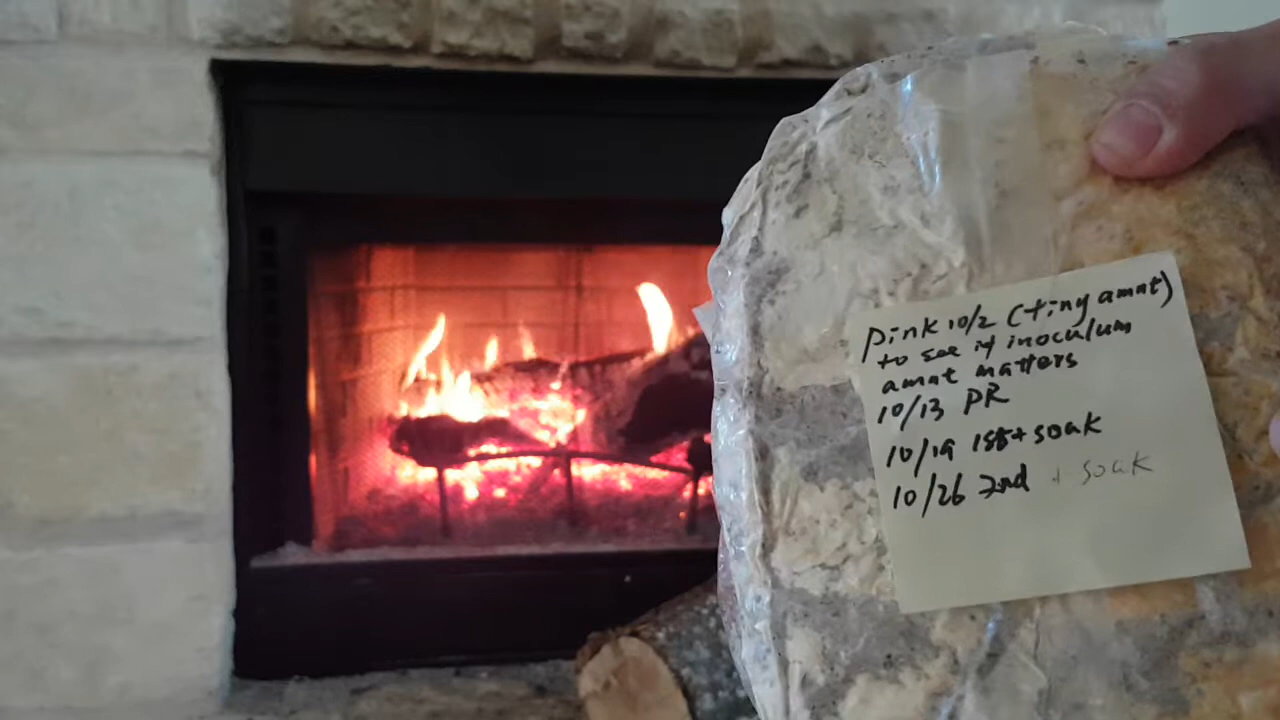 pink 10/2 (tiny amnt)
to see if inoculum
amnt matters
10/13 PR
10/19 1st soak
10/26 2nd soak